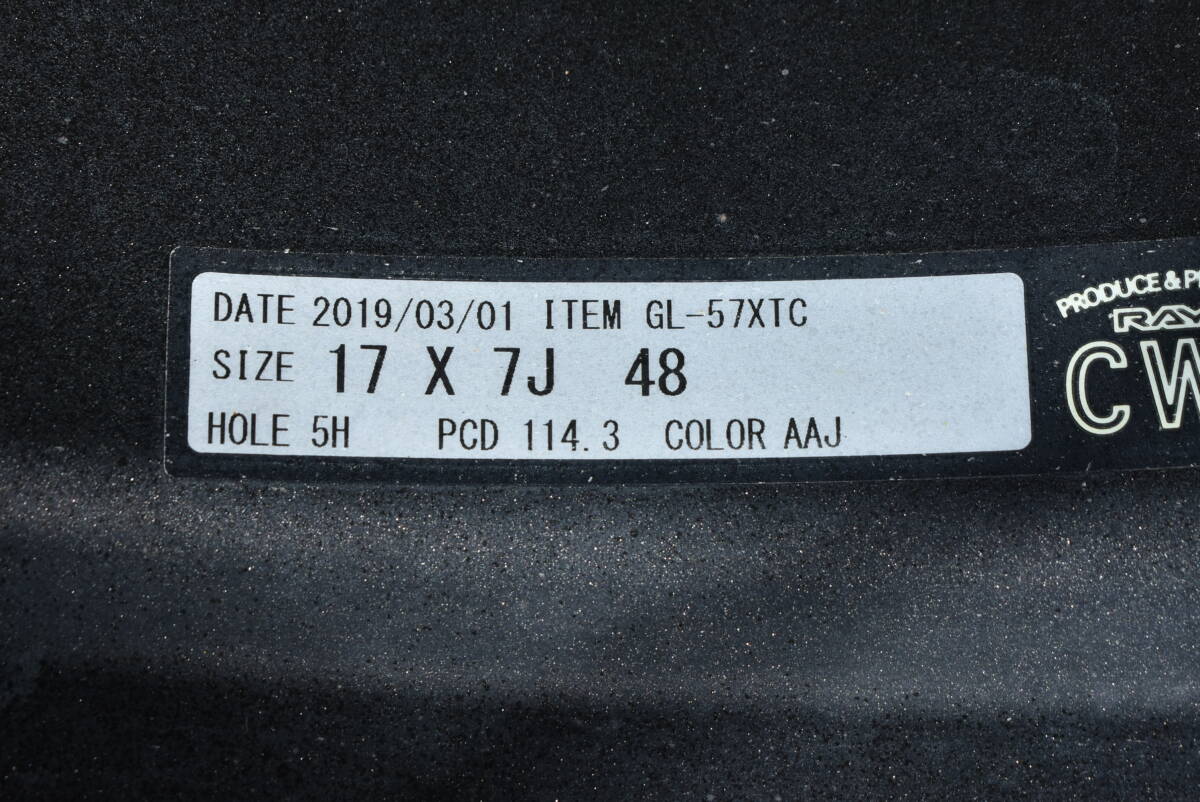 DATE 2019/03/01 ITEM GL-57XTC
SIZE 17 X 7J 48
HOLE 5H PCD 114.3 COLOR AAJ
PRODUCE &